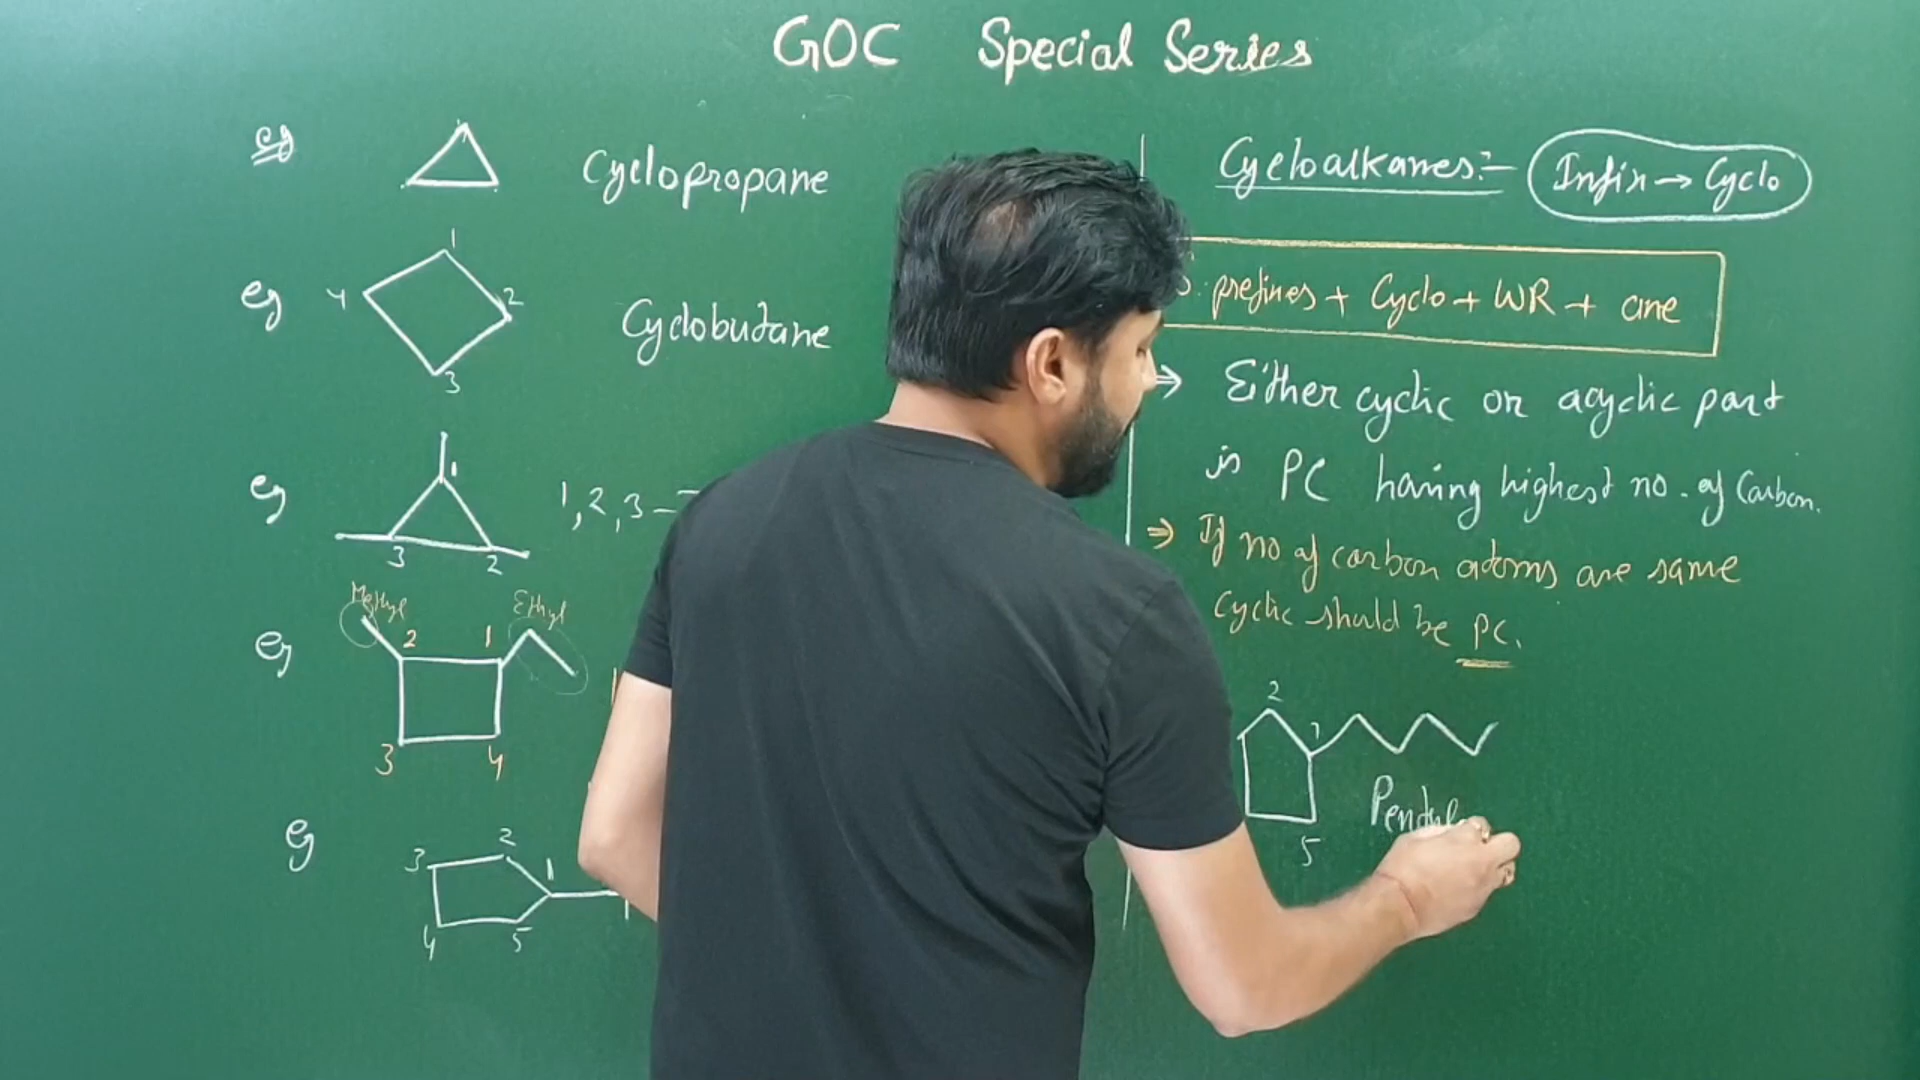 GOC Special Series
eg Cyclopropane
eg 1 2 3 4 Cyclobutane
eg 1 3 2 1,2,3-
Methyl Ethyl
eg 2 1
3 4
eg 3 2 1
4 5
Cycloalkanes:- Infix → Cyclo
prefixes + Cyclo + WR + ane
⇒ Either cyclic or acyclic part
is PC having highest no. of Carbon.
⇒ If no of carbon atoms are same
Cyclic should be PC.
2 1
5